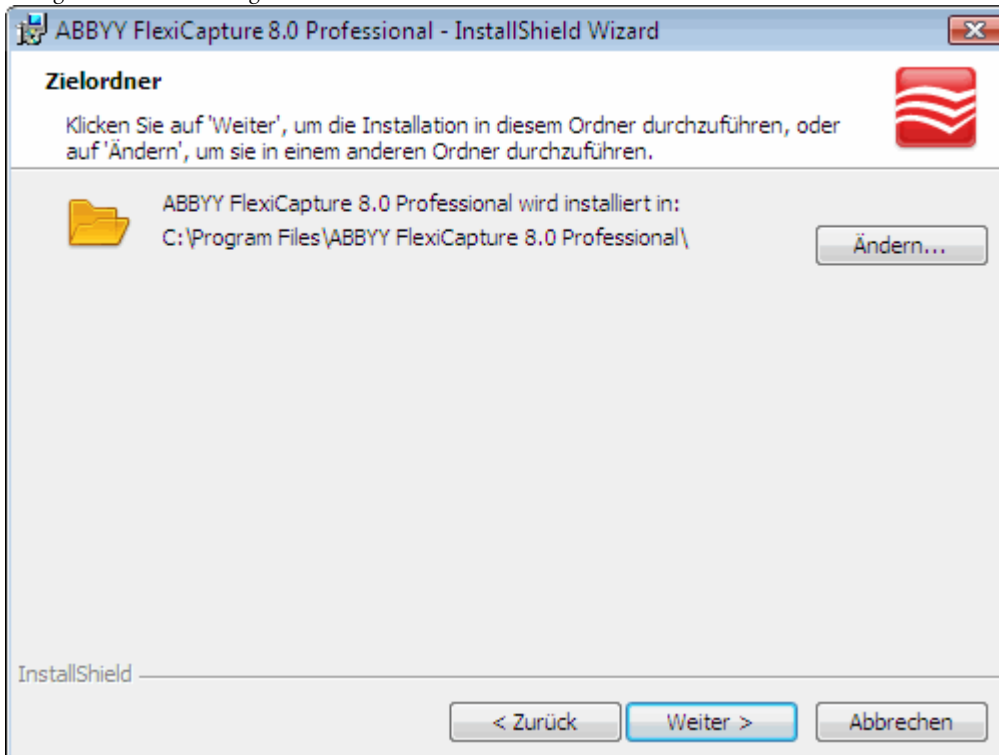 ABBYY FlexiCapture 8.0 Professional - InstallShield Wizard
Zielordner
Klicken Sie auf 'Weiter', um die Installation in diesem Ordner durchzuführen, oder
auf 'Ändern', um sie in einem anderen Ordner durchzuführen.
ABBYY FlexiCapture 8.0 Professional wird installiert in:
C:\Program Files\ABBYY FlexiCapture 8.0 Professional\
Ändern...
InstallShield
< Zurück
Weiter >
Abbrechen